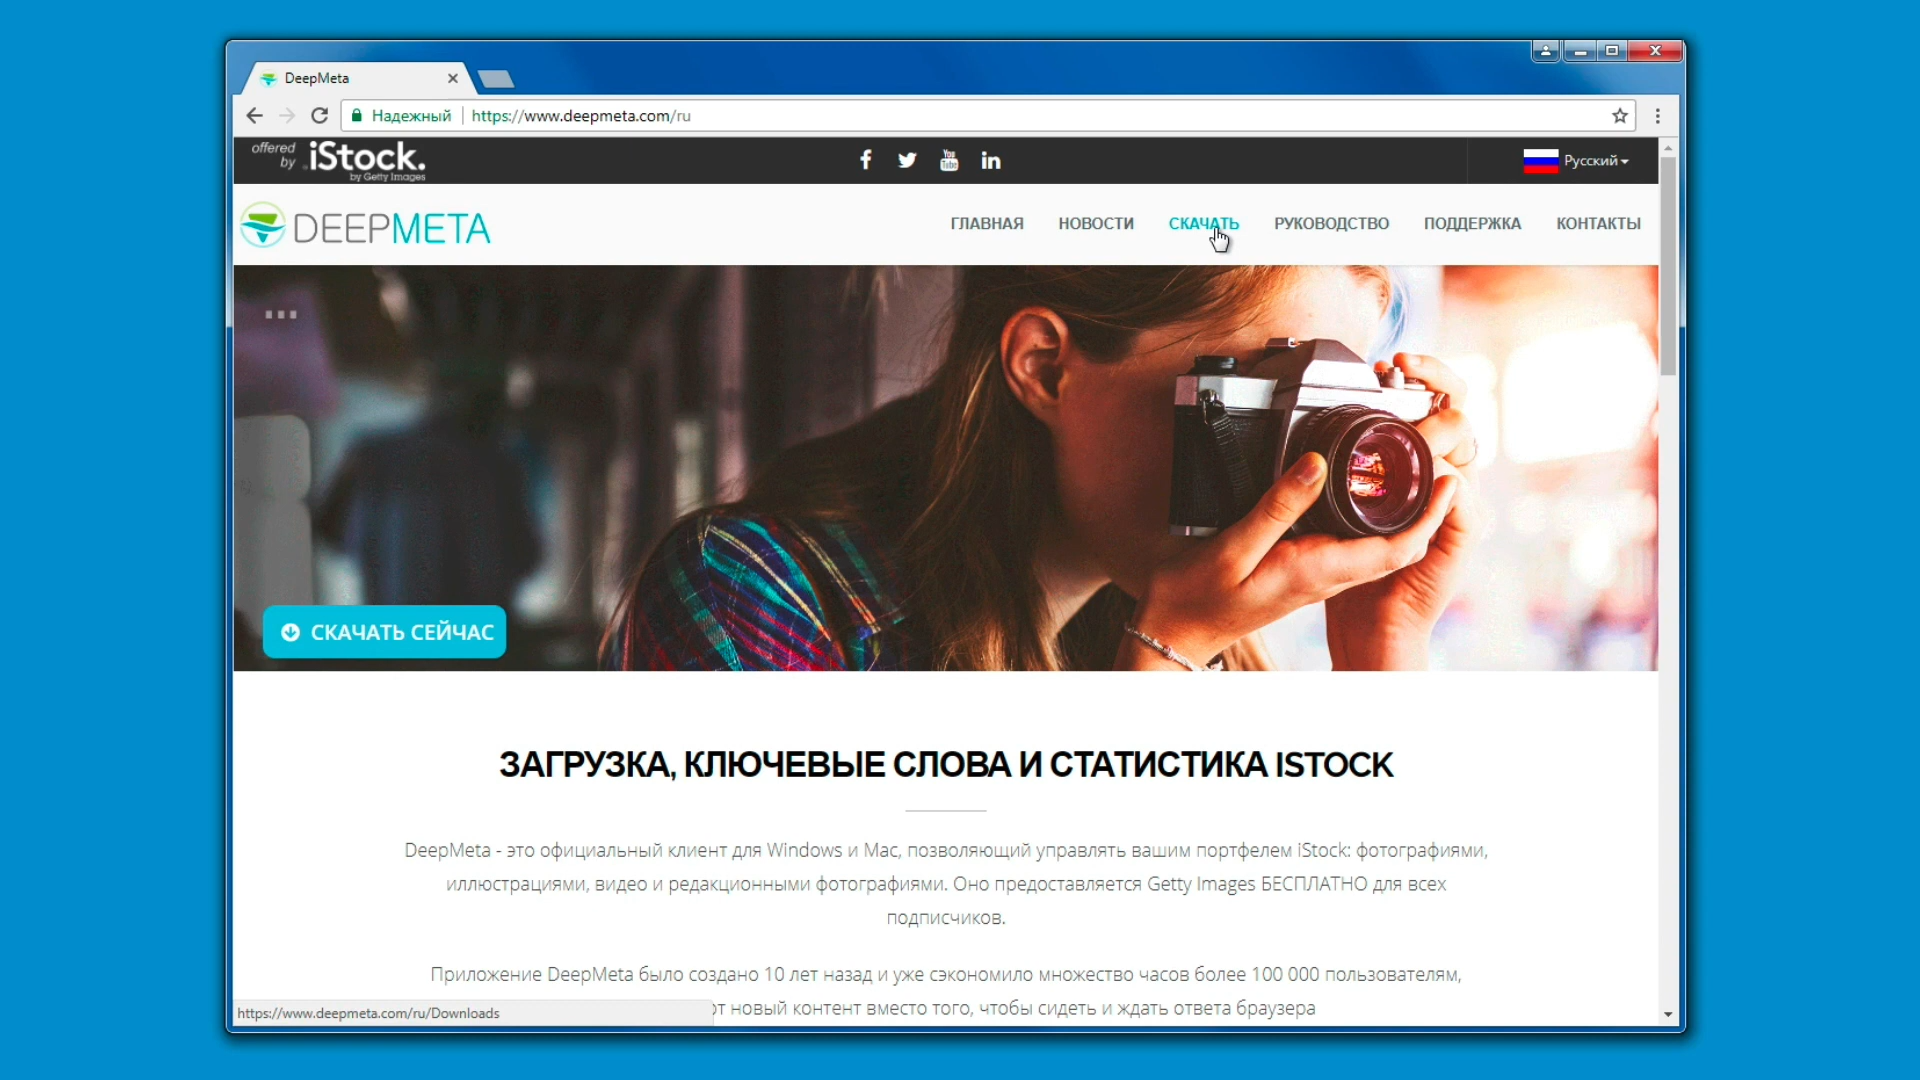 DeepMeta
Надежный
https://www.deepmeta.com/ru
offered
by
iStock.
by Getty Images
You
Tube
Русский
DEEPMETA
ГЛАВНАЯ
НОВОСТИ
СКАЧАТЬ
РУКОВОДСТВО
ПОДДЕРЖКА
КОНТАКТЫ
СКАЧАТЬ СЕЙЧАС
ЗАГРУЗКА, КЛЮЧЕВЫЕ СЛОВА И СТАТИСТИКА ISTOCK
DeepMeta - это официальный клиент для Windows и Mac, позволяющий управлять вашим портфелем iStock: фотографиями,
иллюстрациями, видео и редакционными фотографиями. Оно предоставляется Getty Images БЕСПЛАТНО для всех
подписчиков.
Приложение DeepMeta было создано 10 лет назад и уже сэкономило множество часов более 100 000 пользователям,
новый контент вместо того, чтобы сидеть и ждать ответа браузера
https://www.deepmeta.com/ru/Downloads